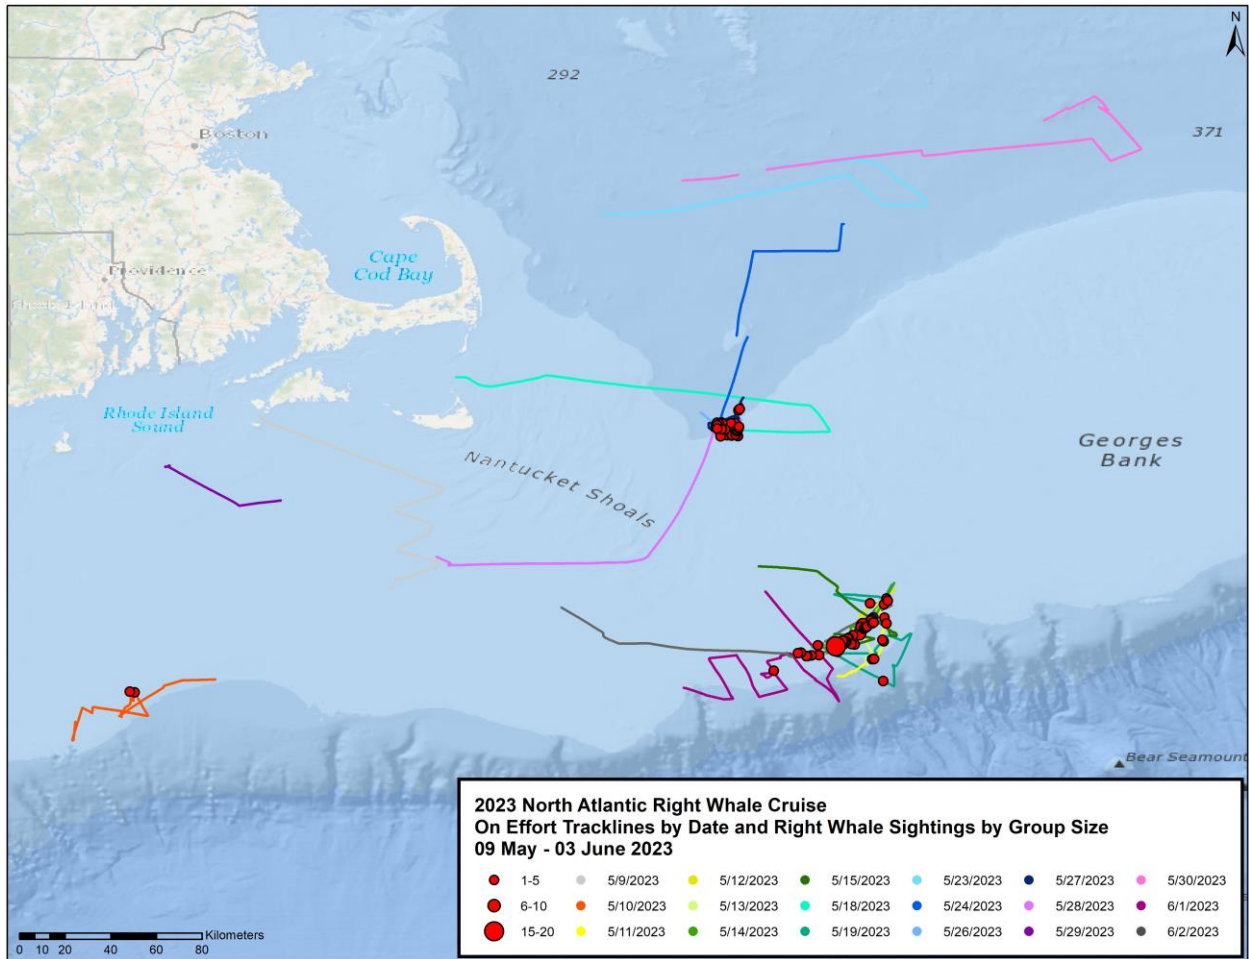 N
292
371
Boston
Cape
Cod Bay
Providence
Rhode Island
Sound
Nantucket Shoals
Georges
Bank
Bear Seamount
2023 North Atlantic Right Whale Cruise
On Effort Tracklines by Date and Right Whale Sightings by Group Size
09 May - 03 June 2023
1-5 5/9/2023 5/12/2023 5/15/2023 5/23/2023 5/27/2023 5/30/2023
6-10 5/10/2023 5/13/2023 5/18/2023 5/24/2023 5/28/2023 6/1/2023
15-20 5/11/2023 5/14/2023 5/19/2023 5/26/2023 5/29/2023 6/2/2023
Kilometers
0 10 20 40 60 80